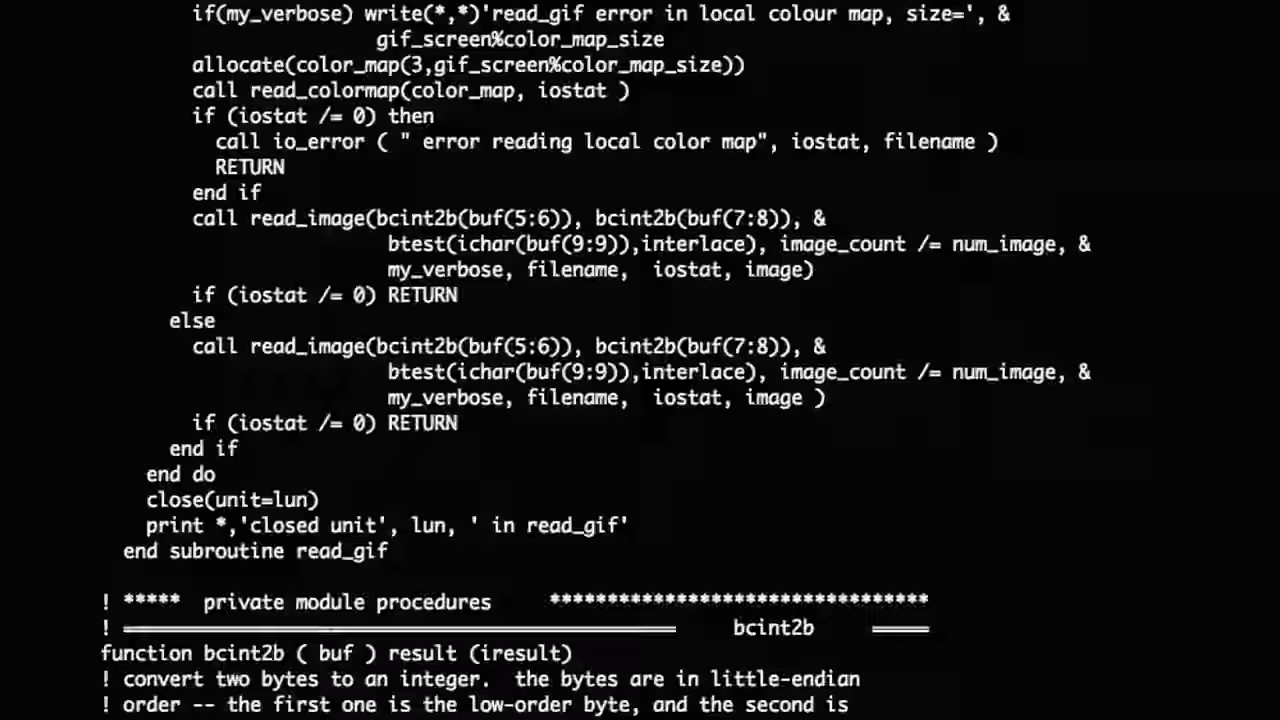 if(my_verbose) write(*,*)'read_gif error in local colour map, size=', &
gif_screen%color_map_size
allocate(color_map(3,gif_screen%color_map_size))
call read_colormap(color_map, iostat )
if (iostat /= 0) then
call io_error ( " error reading local color map", iostat, filename )
RETURN
end if
call read_image(bcint2b(buf(5:6)), bcint2b(buf(7:8)), &
btest(ichar(buf(9:9)),interlace), image_count /= num_image, &
my_verbose, filename,  iostat, image)
if (iostat /= 0) RETURN
else
call read_image(bcint2b(buf(5:6)), bcint2b(buf(7:8)), &
btest(ichar(buf(9:9)),interlace), image_count /= num_image, &
my_verbose, filename,  iostat, image )
if (iostat /= 0) RETURN
end if
end do
close(unit=lun)
print *,'closed unit', lun, ' in read_gif'
end subroutine read_gif
! *****  private module procedures     *********************************
! ================================================     bcint2b     =====
function bcint2b ( buf ) result (iresult)
! convert two bytes to an integer.  the bytes are in little-endian
! order -- the first one is the low-order byte, and the second is